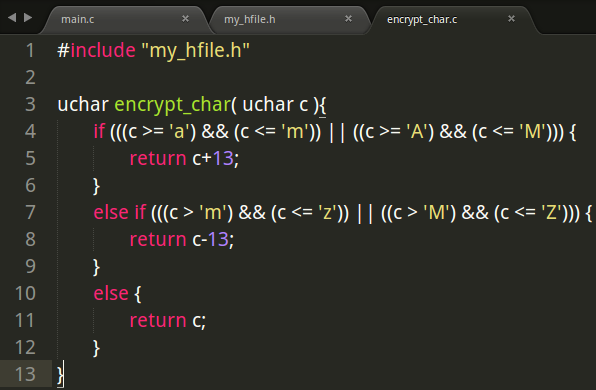 main.c × my_hfile.h × encrypt_char.c ×
1 #include "my_hfile.h"
2
3 uchar encrypt_char( uchar c ){
4 if (((c >= 'a') && (c <= 'm')) || ((c >= 'A') && (c <= 'M'))) {
5 return c+13;
6 }
7 else if (((c > 'm') && (c <= 'z')) || ((c > 'M') && (c <= 'Z'))) {
8 return c-13;
9 }
10 else {
11 return c;
12 }
13 }